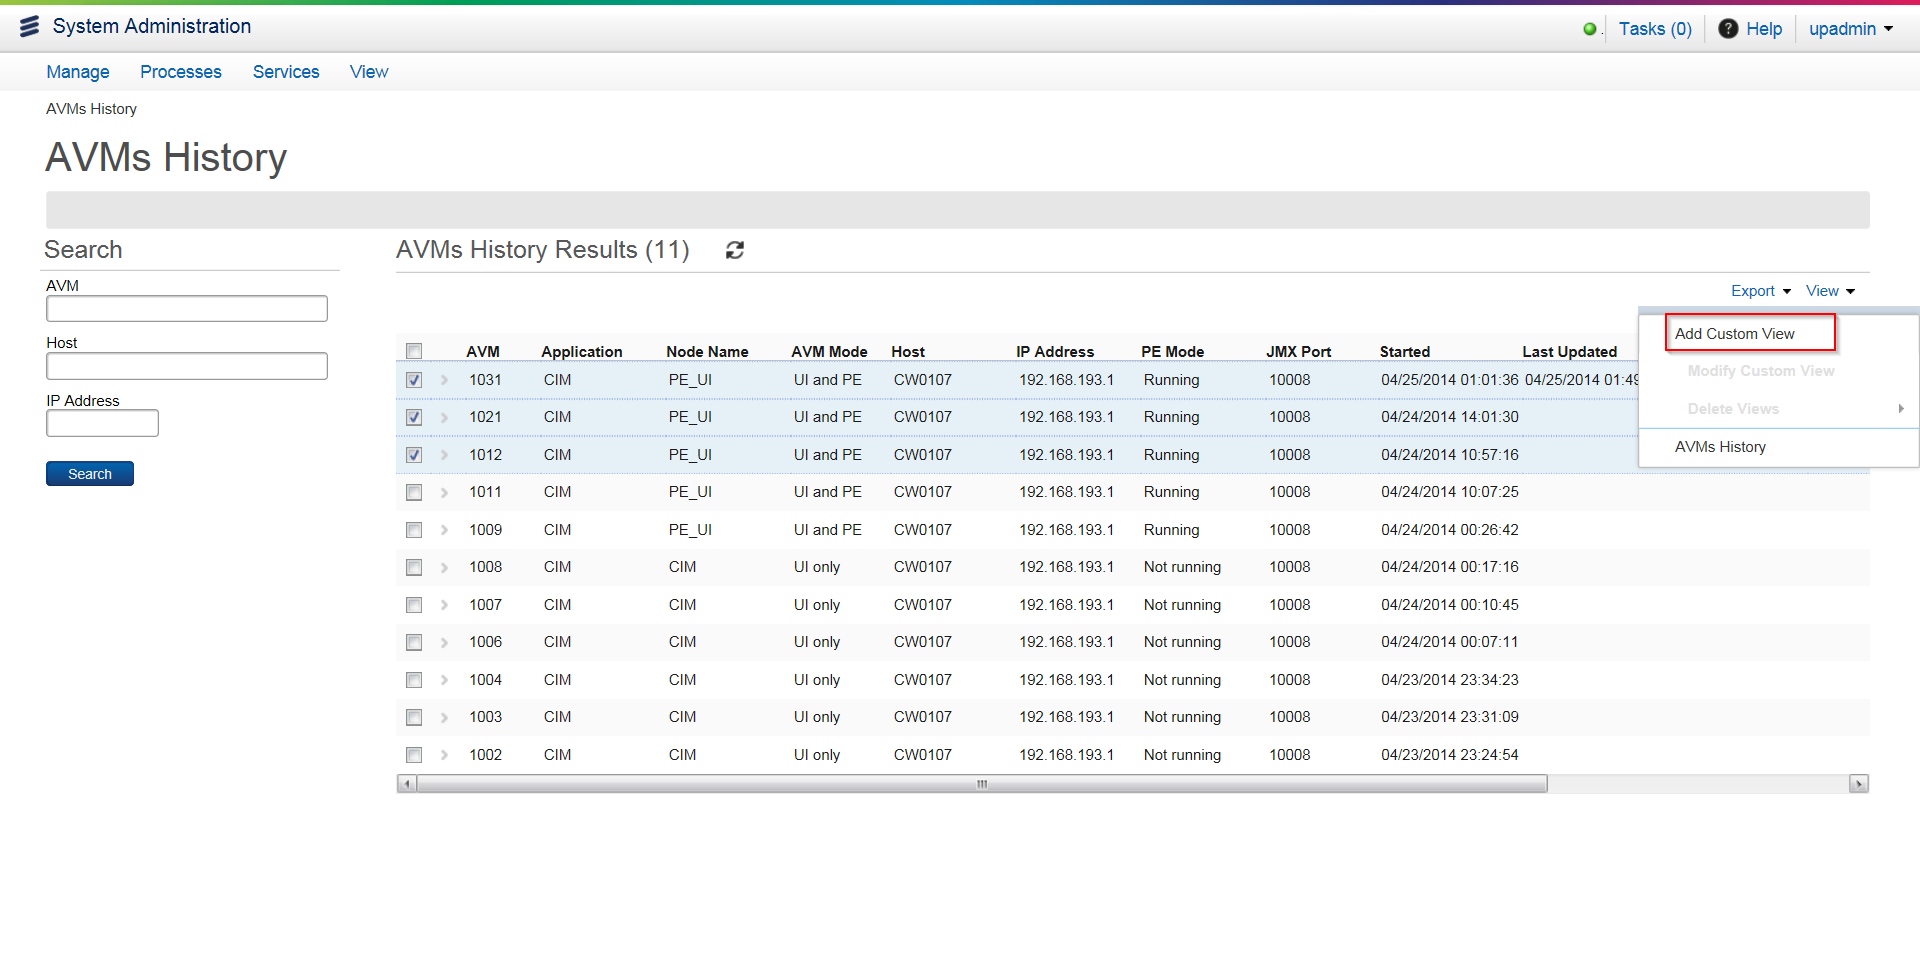 System Administration
Tasks (0) ? Help upadmin
Manage Processes Services View
AVMs History
AVMs History
Search
AVM
Host
IP Address
Search
AVMs History Results (11)
Export View
Add Custom View
Modify Custom View
Delete Views
AVMs History
AVM Application Node Name AVM Mode Host IP Address PE Mode JMX Port Started Last Updated
1031 CIM PE_UI UI and PE CW0107 192.168.193.1 Running 10008 04/25/2014 01:01:36 04/25/2014 01:49
1021 CIM PE_UI UI and PE CW0107 192.168.193.1 Running 10008 04/24/2014 14:01:30
1012 CIM PE_UI UI and PE CW0107 192.168.193.1 Running 10008 04/24/2014 10:57:16
1011 CIM PE_UI UI and PE CW0107 192.168.193.1 Running 10008 04/24/2014 10:07:25
1009 CIM PE_UI UI and PE CW0107 192.168.193.1 Running 10008 04/24/2014 00:26:42
1008 CIM CIM UI only CW0107 192.168.193.1 Not running 10008 04/24/2014 00:17:16
1007 CIM CIM UI only CW0107 192.168.193.1 Not running 10008 04/24/2014 00:10:45
1006 CIM CIM UI only CW0107 192.168.193.1 Not running 10008 04/24/2014 00:07:11
1004 CIM CIM UI only CW0107 192.168.193.1 Not running 10008 04/23/2014 23:34:23
1003 CIM CIM UI only CW0107 192.168.193.1 Not running 10008 04/23/2014 23:31:09
1002 CIM CIM UI only CW0107 192.168.193.1 Not running 10008 04/23/2014 23:24:54